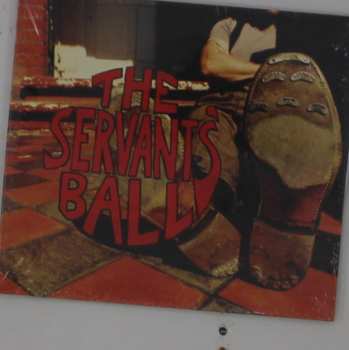 THE
SERVANTS'
BALL